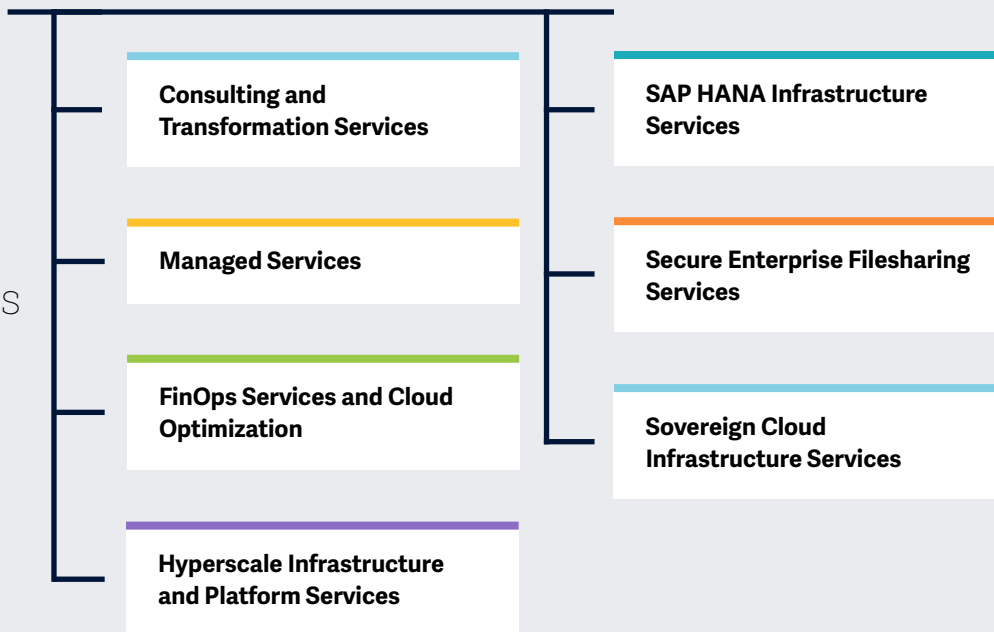 Consulting and
Transformation Services
Managed Services
S
FinOps Services and Cloud
Optimization
Hyperscale Infrastructure
and Platform Services
SAP HANA Infrastructure
Services
Secure Enterprise Filesharing
Services
Sovereign Cloud
Infrastructure Services